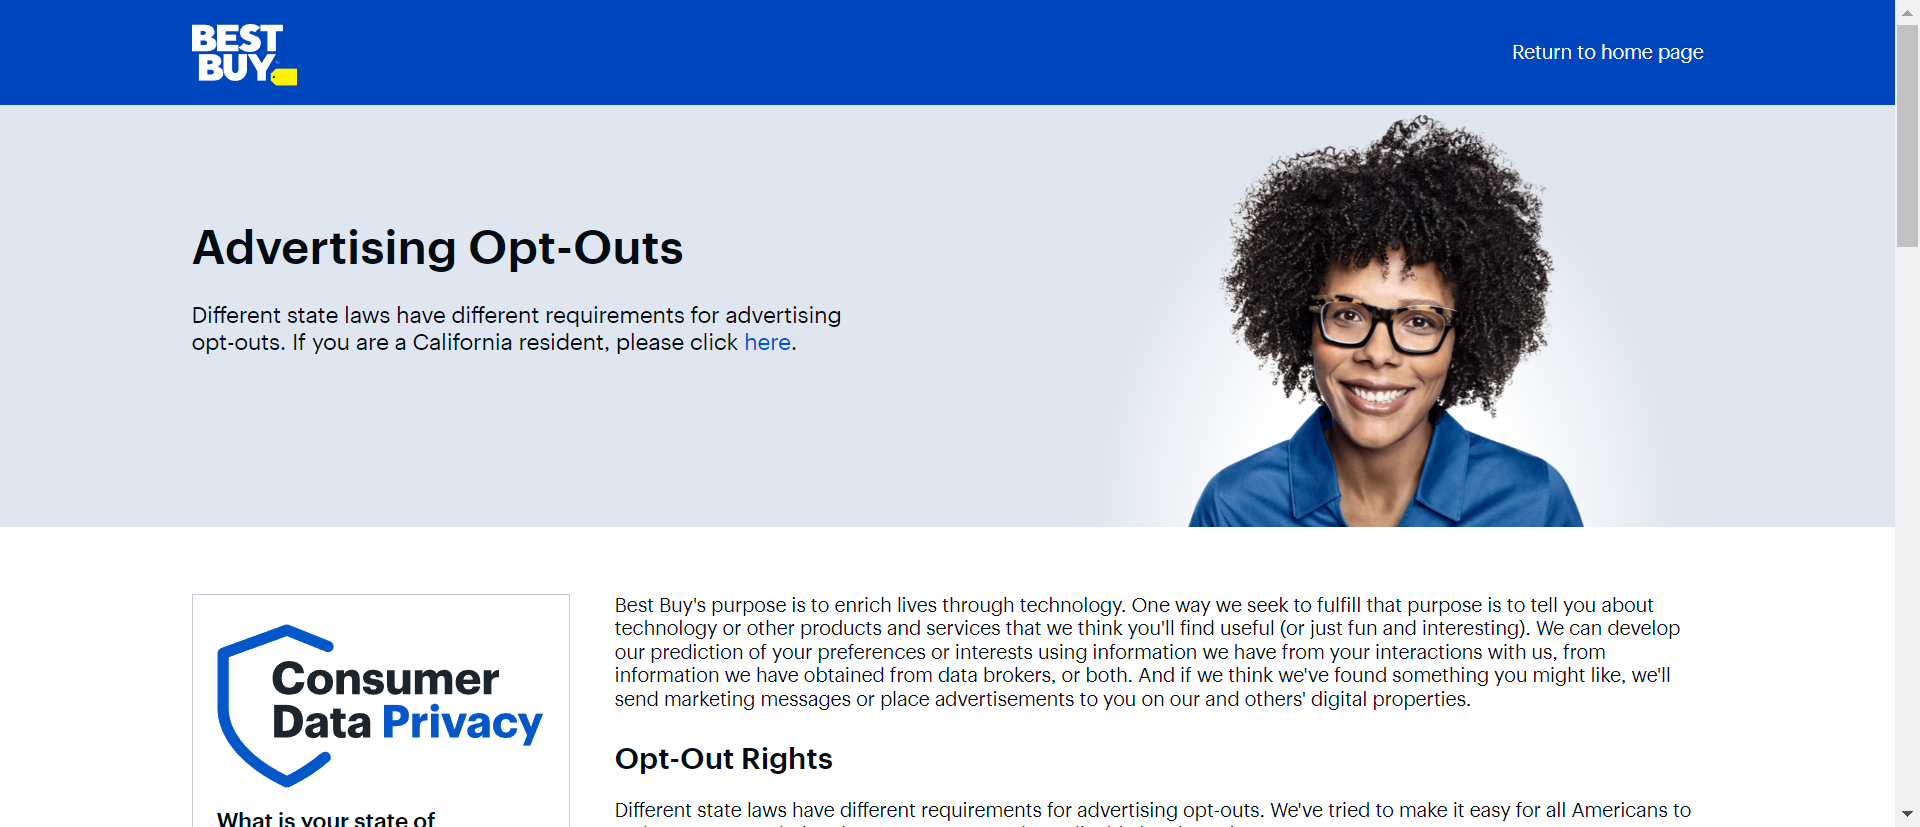 BEST
BUY
Return to home page
Advertising Opt-Outs
Different state laws have different requirements for advertising
opt-outs. If you are a California resident, please click here.
Consumer
Data Privacy
What is your state of
Best Buy's purpose is to enrich lives through technology. One way we seek to fulfill that purpose is to tell you about
technology or other products and services that we think you'll find useful (or just fun and interesting). We can develop
our prediction of your preferences or interests using information we have from your interactions with us, from
information we have obtained from data brokers, or both. And if we think we've found something you might like, we'll
send marketing messages or place advertisements to you on our and others' digital properties.
Opt-Out Rights
Different state laws have different requirements for advertising opt-outs. We've tried to make it easy for all Americans to